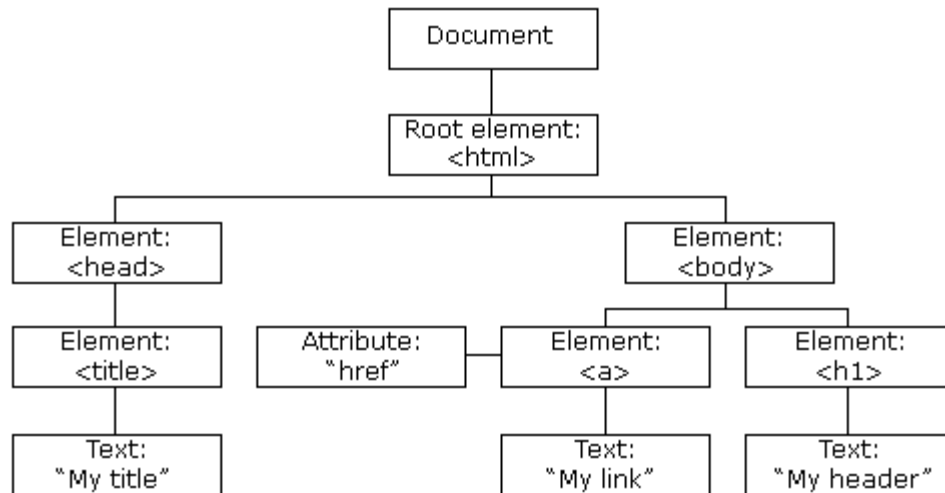 Document
Root element:
<html>
Element:
<head>
Element:
<body>
Element:
<title>
Attribute:
“href”
Element:
<a>
Element:
<h1>
Text:
“My title”
Text:
“My link”
Text:
“My header”